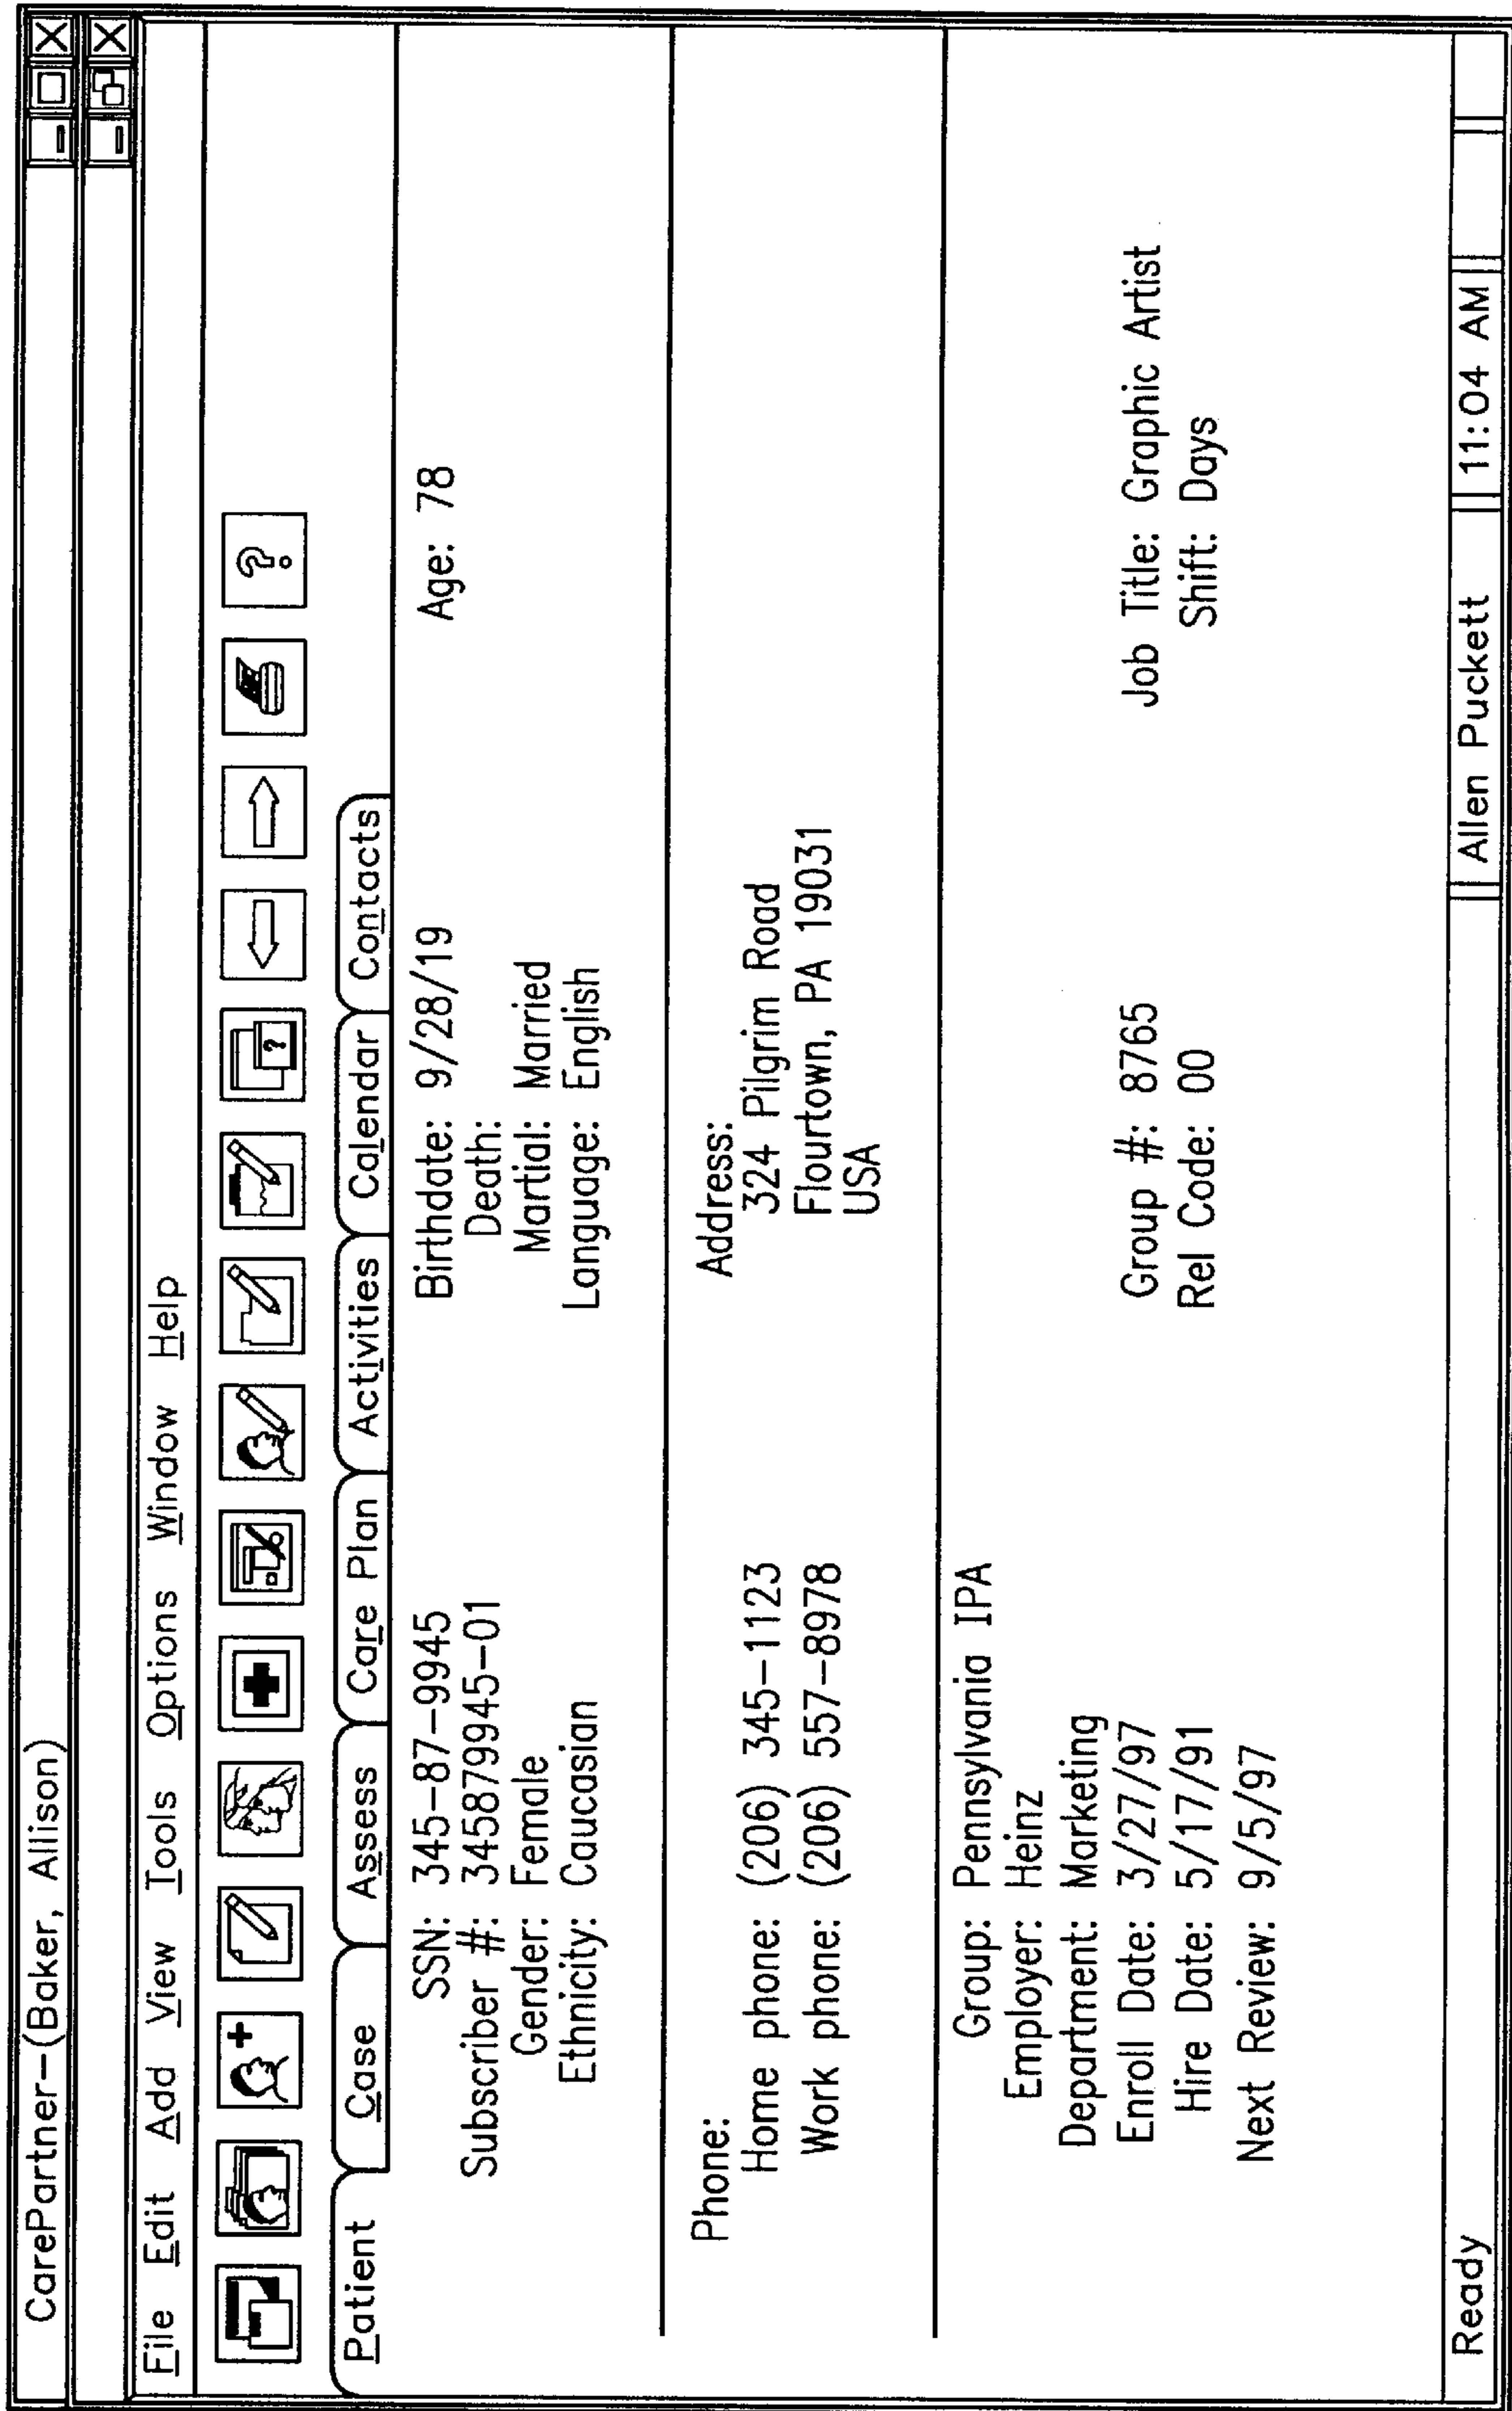 CarePartner-(Baker, Allison)
File Edit Add View Tools Options Window Help
Patient Case Assess Care Plan Activities Calendar Contacts
SSN: 345-87-9945 Birthdate: 9/28/19 Age: 78
Subscriber #: 345879945-01 Death:
Gender: Female Martial: Married
Ethnicity: Caucasian Language: English
Phone: Address:
Home phone: (206) 345-1123 324 Pilgrim Road
Work phone: (206) 557-8978 Flourtown, PA 19031
USA
Group: Pennsylvania IPA
Employer: Heinz
Department: Marketing
Enroll Date: 3/27/97 Group #: 8765 Job Title: Graphic Artist
Hire Date: 5/17/91 Rel Code: 00 Shift: Days
Next Review: 9/5/97
Ready Allen Puckett 11:04 AM